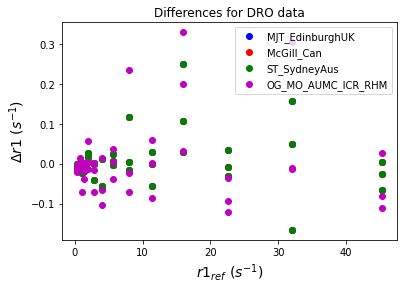 Differences for DRO data
MJT_EdinburghUK
McGill_Can
ST_SydneyAus
OG_MO_AUMC_ICR_RHM
0.3
0.2
0.1
0.0
−0.1
Δr1 (s⁻¹)
0 10 20 30 40
r1ref (s⁻¹)